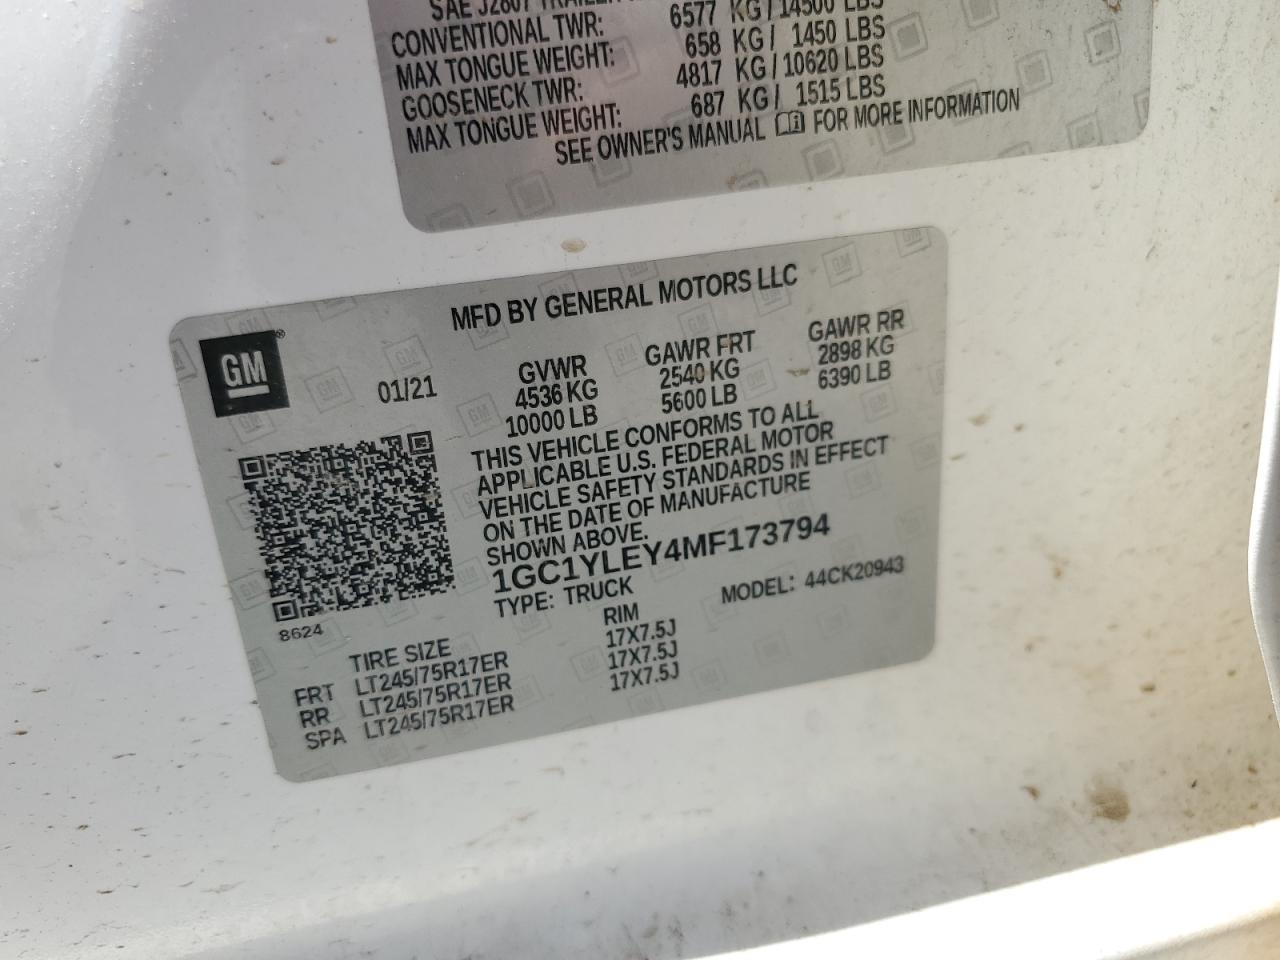 SAE J2807
CONVENTIONAL TWR: 6577 KG / 14500 LBS
MAX TONGUE WEIGHT: 658 KG / 1450 LBS
GOOSENECK TWR: 4817 KG / 10620 LBS
MAX TONGUE WEIGHT: 687 KG / 1515 LBS
SEE OWNER'S MANUAL FOR MORE INFORMATION
MFD BY GENERAL MOTORS LLC
GM®
01/21
GVWR GAWR FRT GAWR RR
4536 KG 2540 KG 2898 KG
10000 LB 5600 LB 6390 LB
THIS VEHICLE CONFORMS TO ALL
APPLICABLE U.S. FEDERAL MOTOR
VEHICLE SAFETY STANDARDS IN EFFECT
ON THE DATE OF MANUFACTURE
SHOWN ABOVE.
1GC1YLEY4MF173794
TYPE: TRUCK MODEL: 44CK20943
8624
TIRE SIZE RIM
FRT LT245/75R17ER 17X7.5J
RR LT245/75R17ER 17X7.5J
SPA LT245/75R17ER 17X7.5J